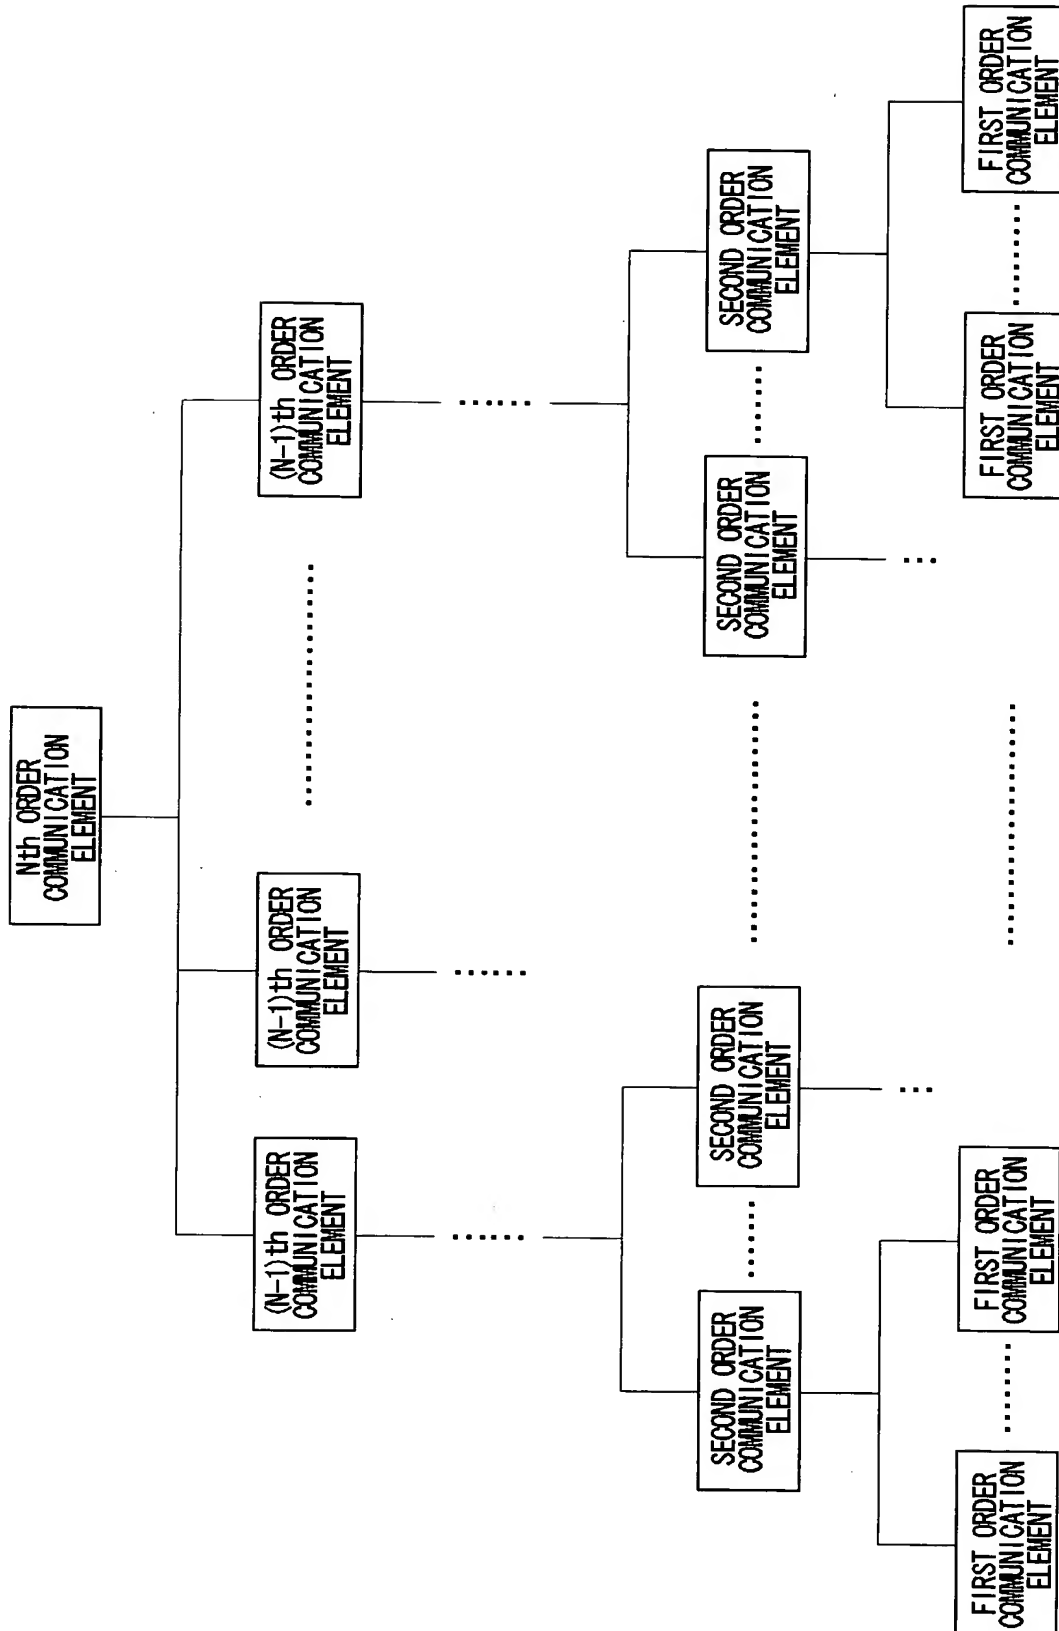 Nth ORDER
COMMUNICATION
ELEMENT
(N-1)th ORDER
COMMUNICATION
ELEMENT
(N-1)th ORDER
COMMUNICATION
ELEMENT
(N-1)th ORDER
COMMUNICATION
ELEMENT
SECOND ORDER
COMMUNICATION
ELEMENT
SECOND ORDER
COMMUNICATION
ELEMENT
SECOND ORDER
COMMUNICATION
ELEMENT
SECOND ORDER
COMMUNICATION
ELEMENT
FIRST ORDER
COMMUNICATION
ELEMENT
FIRST ORDER
COMMUNICATION
ELEMENT
FIRST ORDER
COMMUNICATION
ELEMENT
FIRST ORDER
COMMUNICATION
ELEMENT